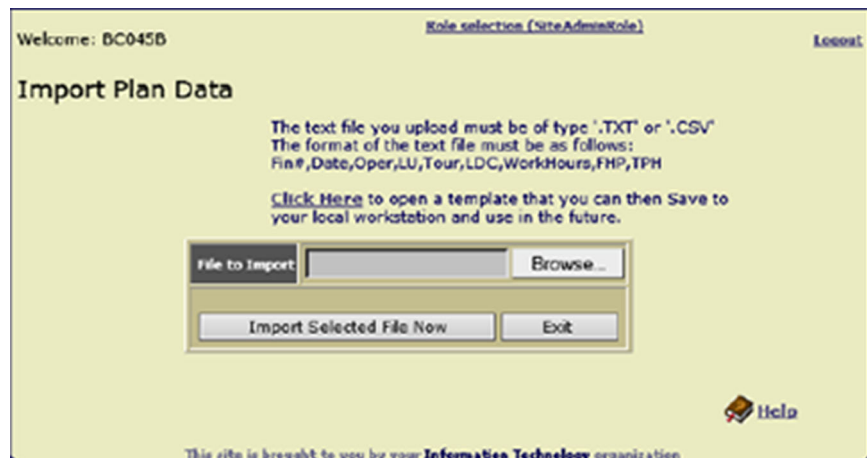 Role selection (SiteAdminRole)
Welcome: BC045B
Logout
Import Plan Data
The text file you upload must be of type '.TXT' or '.CSV'
The format of the text file must be as follows:
Fin#,Date,Oper,LU,Tour,LDC,WorkHours,FHP,TPH
Click Here to open a template that you can then Save to
your local workstation and use in the future.
File to Import
Browse...
Import Selected File Now
Exit
Help
This site is brought to you by your Information Technology organization